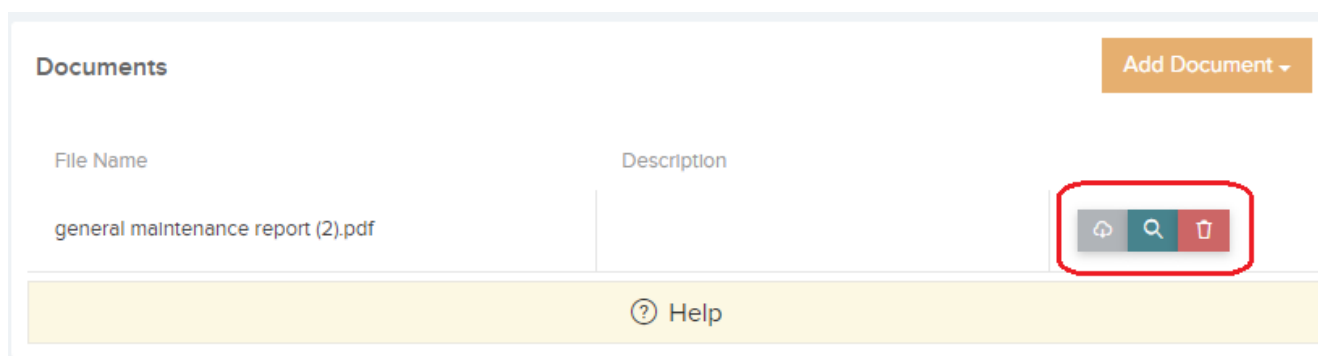 Documents
Add Document
File Name
Description
general maintenance report (2).pdf
? Help